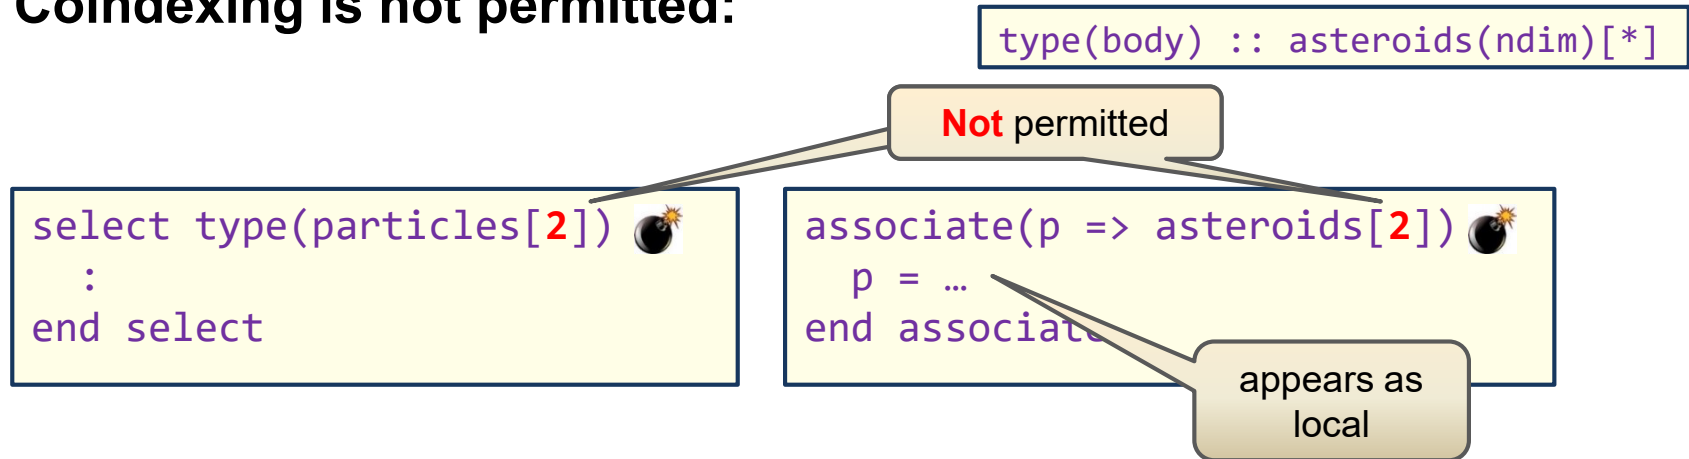 Coindexing is not permitted:
type(body) :: asteroids(ndim)[*]
Not permitted
select type(particles[2])
:
end select
associate(p => asteroids[2])
p = …
end associate
appears as
local